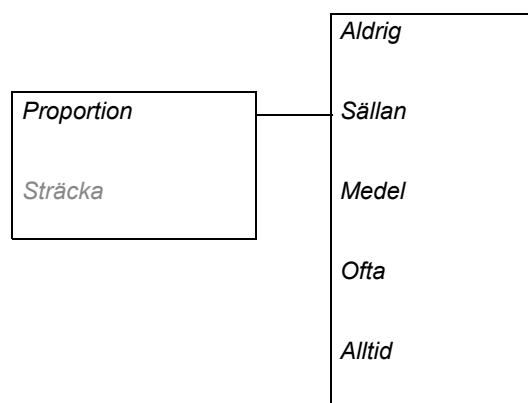 Proportion
Sträcka
Aldrig
Sällan
Medel
Ofta
Alltid